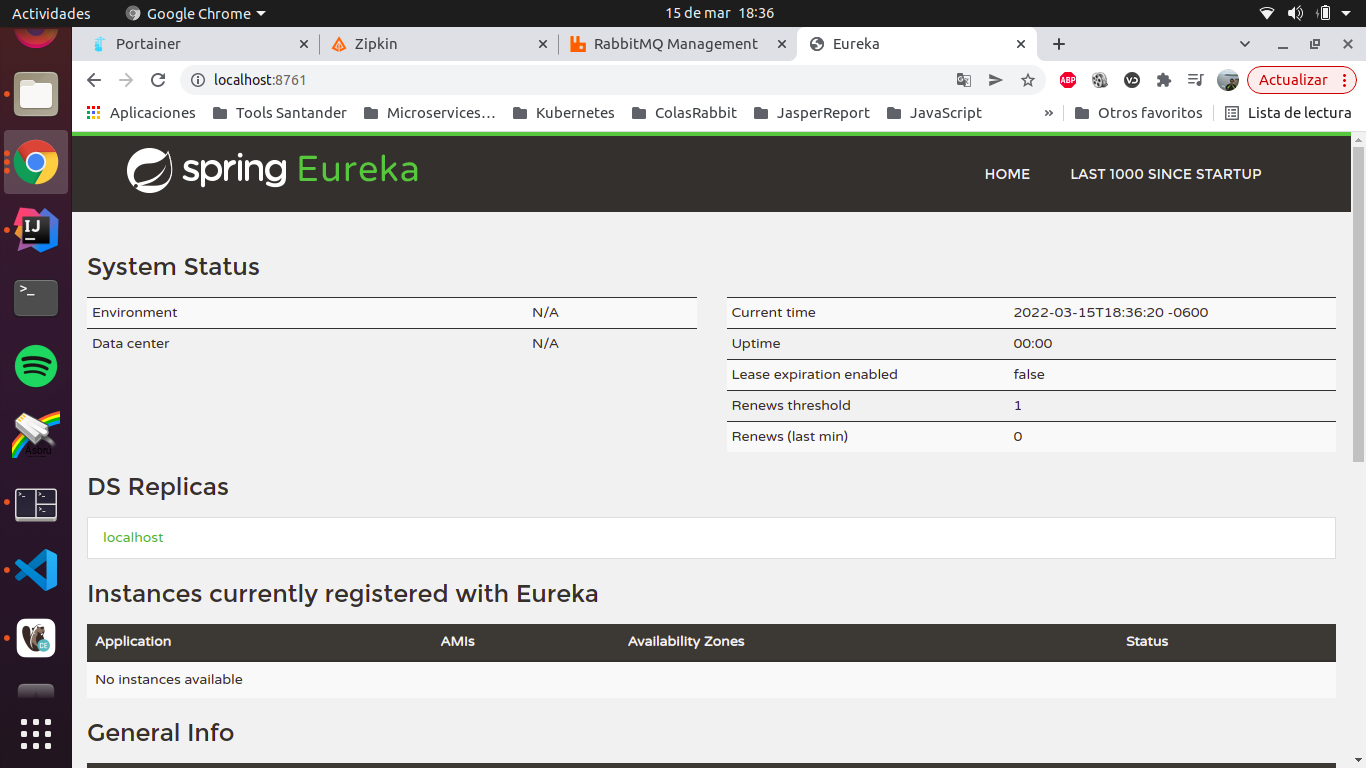 Actividades Google Chrome 15 de mar 18:36
Portainer Zipkin RabbitMQ Management Eureka
localhost:8761 ABP Actualizar
Aplicaciones Tools Santander Microservices… Kubernetes ColasRabbit JasperReport JavaScript » Otros favoritos Lista de lectura
spring Eureka HOME LAST 1000 SINCE STARTUP
System Status
Environment N/A Current time 2022-03-15T18:36:20 -0600
Data center N/A Uptime 00:00
Lease expiration enabled false
Renews threshold 1
Renews (last min) 0
DS Replicas
localhost
Instances currently registered with Eureka
Application AMIs Availability Zones Status
No instances available
General Info
IJ
>_
Asbru
CE